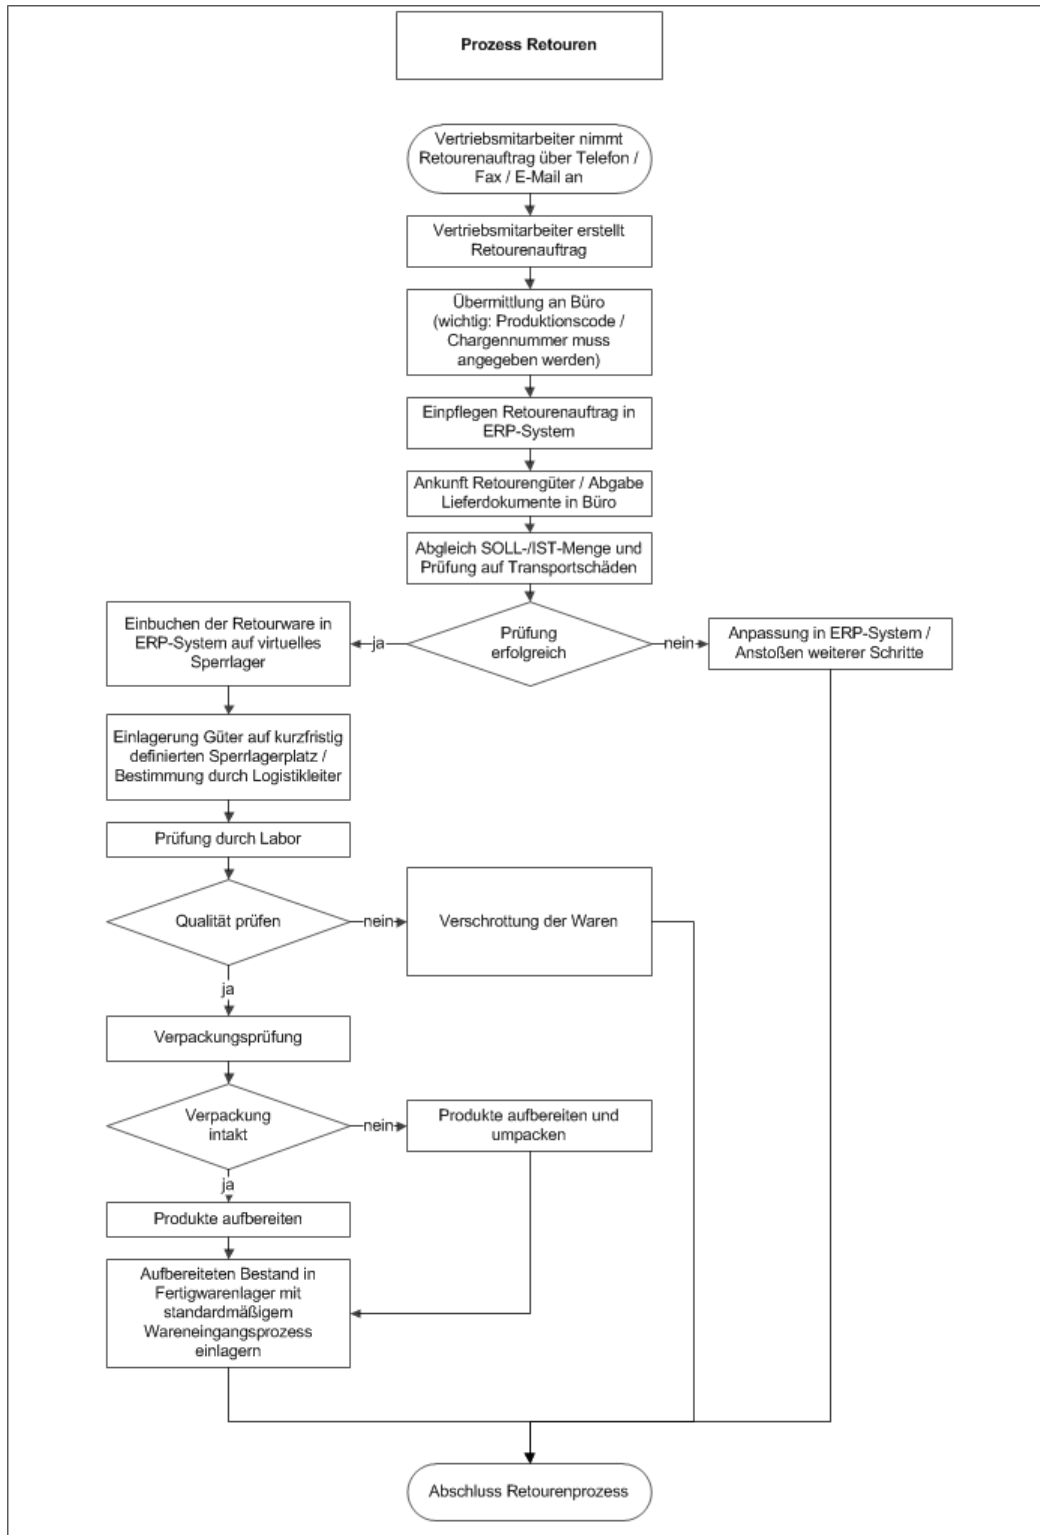 Prozess Retouren
Vertriebsmitarbeiter nimmt
Retourenauftrag über Telefon /
Fax / E-Mail an
Vertriebsmitarbeiter erstellt
Retourenauftrag
Übermittlung an Büro
(wichtig: Produktionscode /
Chargennummer muss
angegeben werden)
Einpflegen Retourenauftrag in
ERP-System
Ankunft Retourengüter / Abgabe
Lieferdokumente in Büro
Abgleich SOLL-/IST-Menge und
Prüfung auf Transportschäden
Prüfung
erfolgreich
ja
nein
Einbuchen der Retourware in
ERP-System auf virtuelles
Sperrlager
Anpassung in ERP-System /
Anstoßen weiterer Schritte
Einlagerung Güter auf kurzfristig
definierten Sperrlagerplatz /
Bestimmung durch Logistikleiter
Prüfung durch Labor
Qualität prüfen
nein
Verschrottung der Waren
ja
Verpackungsprüfung
Verpackung
intakt
nein
Produkte aufbereiten und
umpacken
ja
Produkte aufbereiten
Aufbereiteten Bestand in
Fertigwarenlager mit
standardmäßigem
Wareneingangsprozess
einlagern
Abschluss Retourenprozess